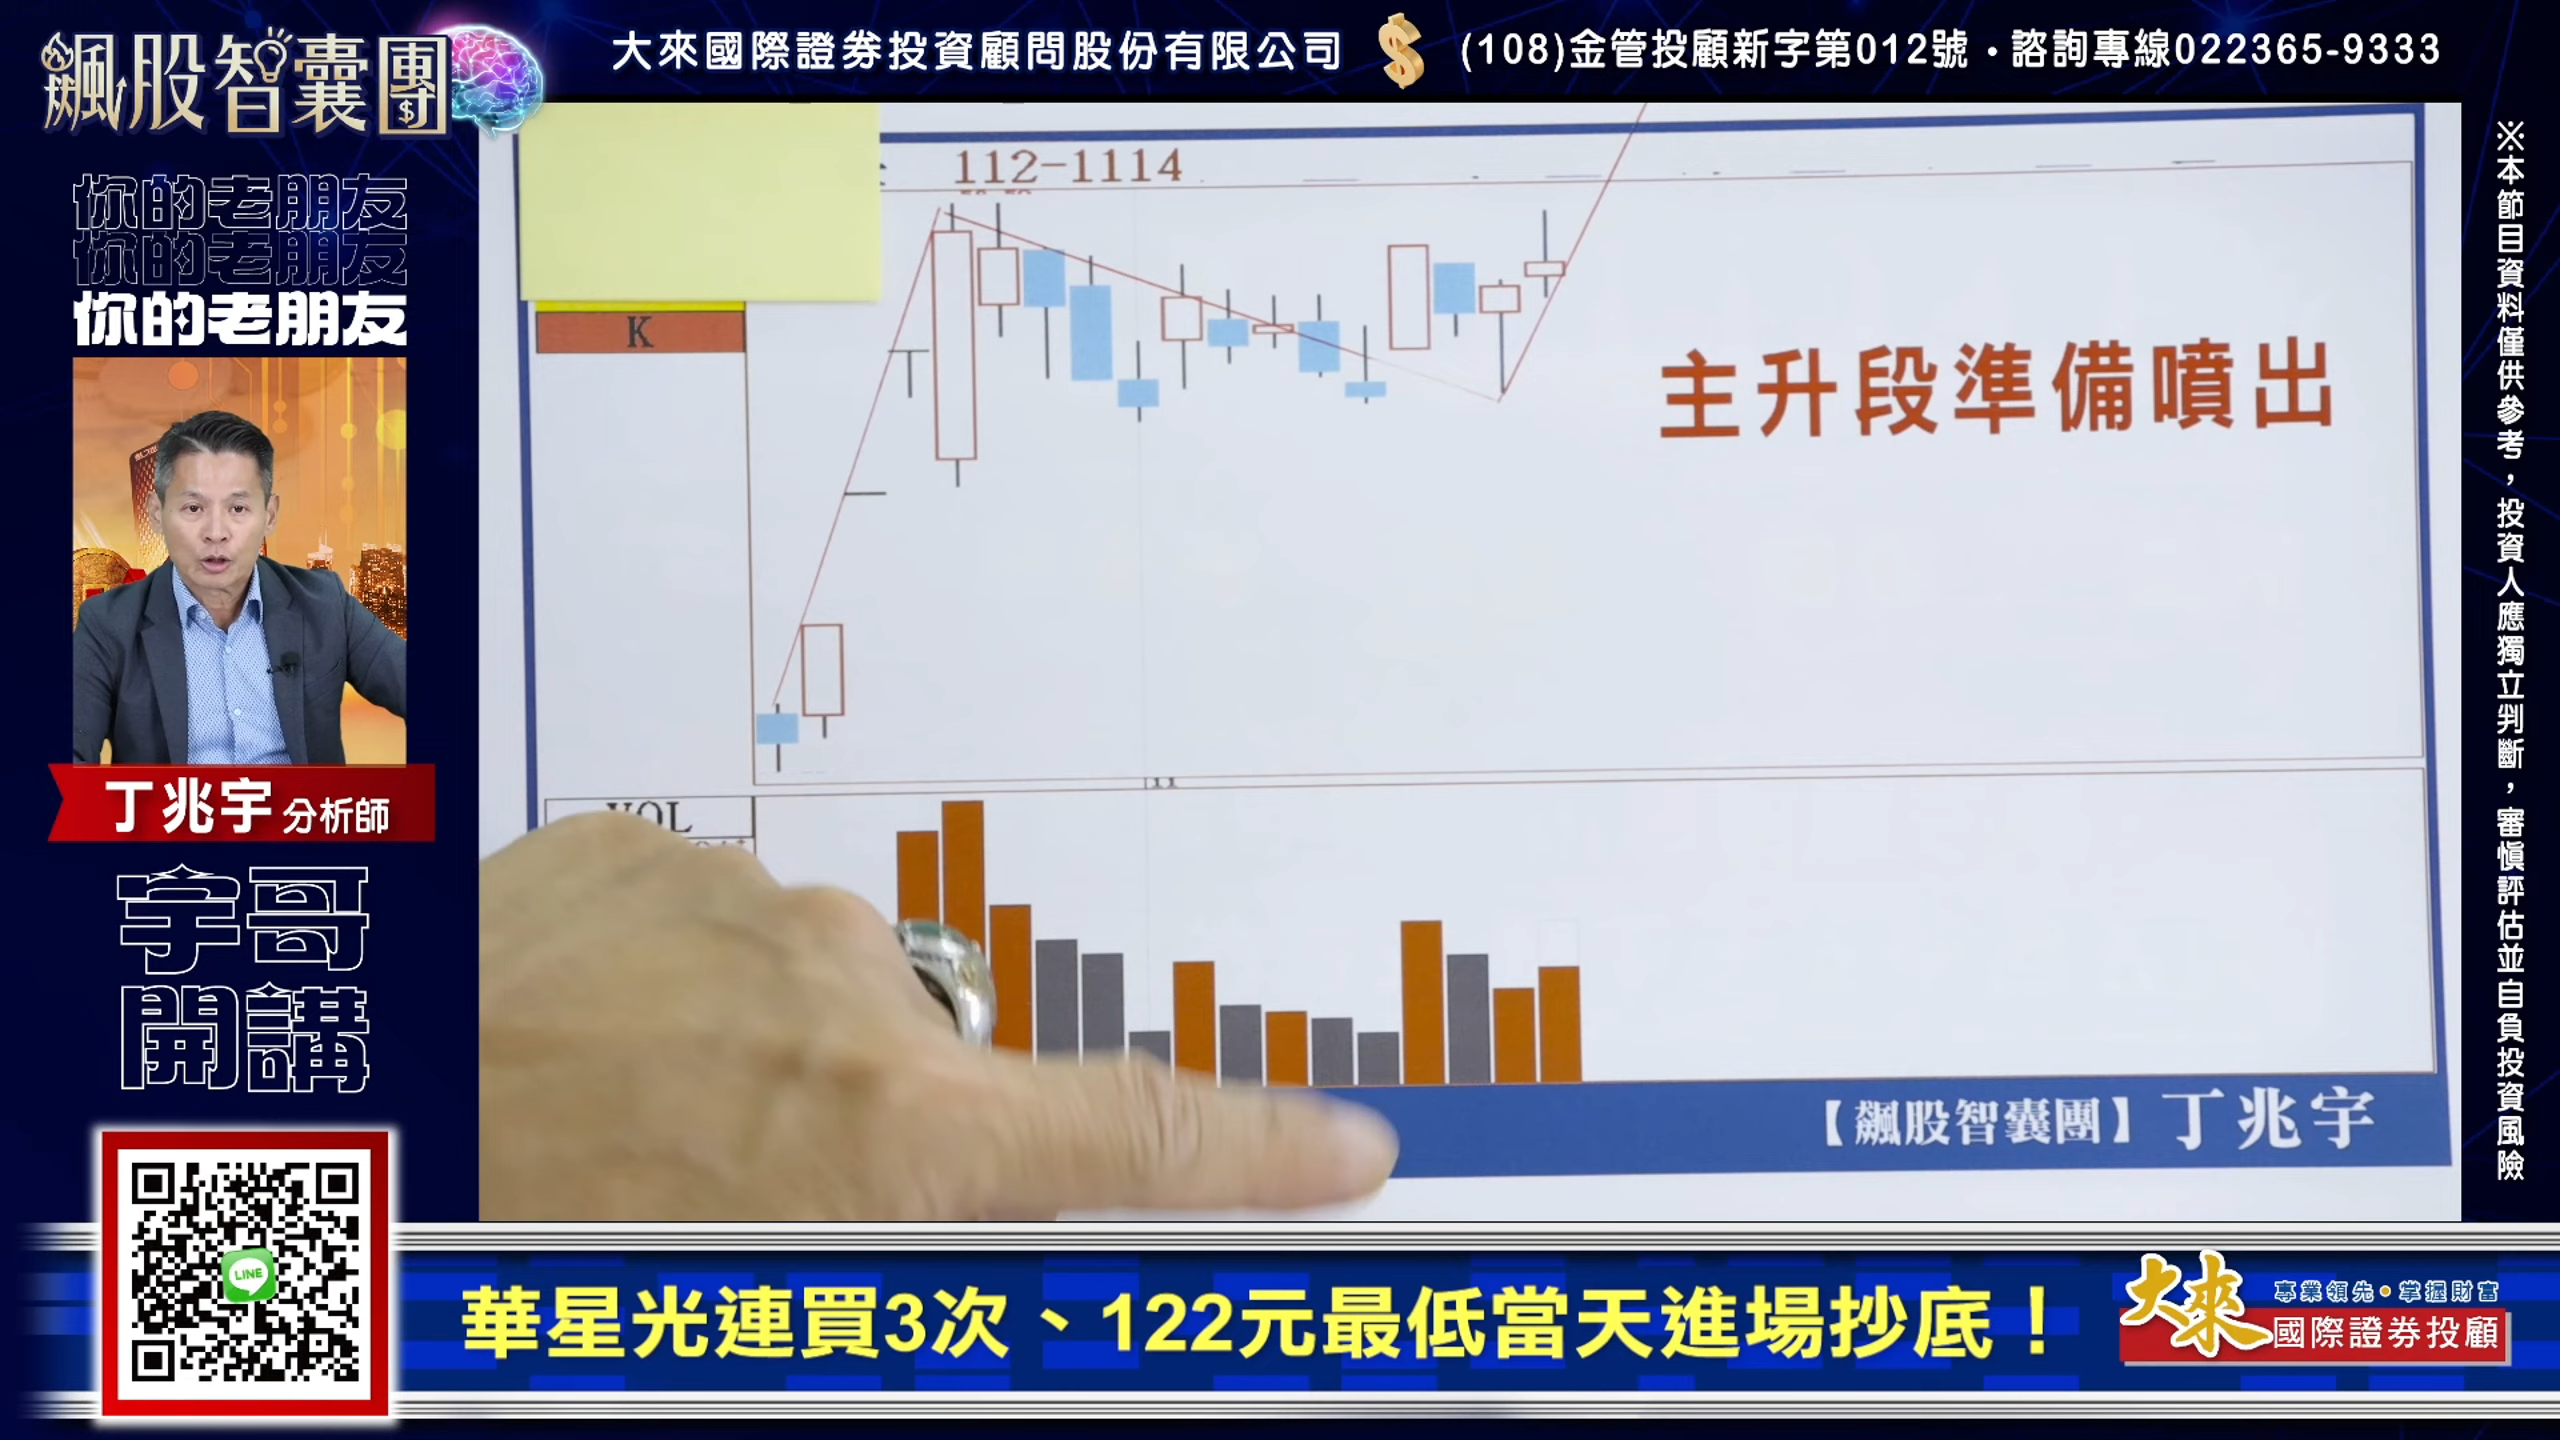 飆股智囊團
大來國際證券投資顧問股份有限公司
(108)金管投顧新字第012號・諮詢專線022365-9333
你的老朋友
你的老朋友
你的老朋友
丁兆宇 分析師
宇哥
開講
LINE
112-1114
K
主升段準備噴出
11
VOL
【飆股智囊團】丁兆宇
※本節目資料僅供參考，投資人應獨立判斷，審慎評估並自負投資風險
華星光連買3次、122元最低當天進場抄底！
大來
專業領先・掌握財富
國際證券投顧